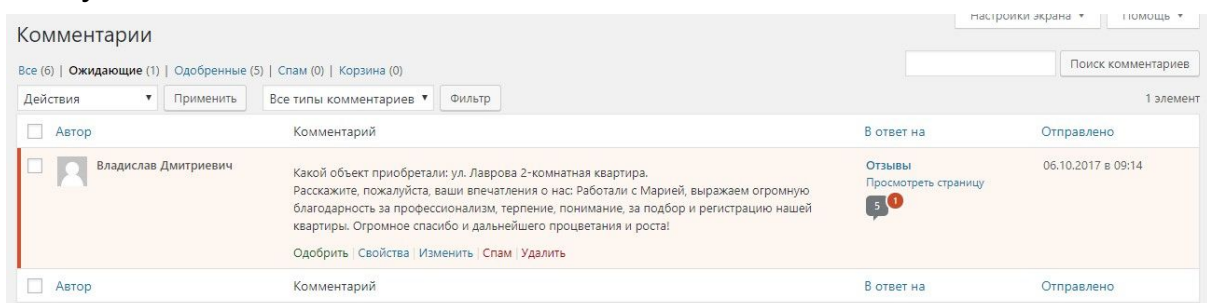 Настройки экрана ▼ Помощь ▼
Комментарии
Все (6) | Ожидающие (1) | Одобренные (5) | Спам (0) | Корзина (0)
Поиск комментариев
Действия ▼ Применить Все типы комментариев ▼ Фильтр 1 элемент
Автор Комментарий В ответ на Отправлено
Владислав Дмитриевич
Какой объект приобретали: ул. Лаврова 2-комнатная квартира.
Расскажите, пожалуйста, ваши впечатления о нас: Работали с Марией, выражаем огромную
благодарность за профессионализм, терпение, понимание, за подбор и регистрацию нашей
квартиры. Огромное спасибо и дальнейшего процветания и роста!
Одобрить | Свойства | Изменить | Спам | Удалить
Отзывы
Просмотреть страницу
5 1
06.10.2017 в 09:14
Автор Комментарий В ответ на Отправлено